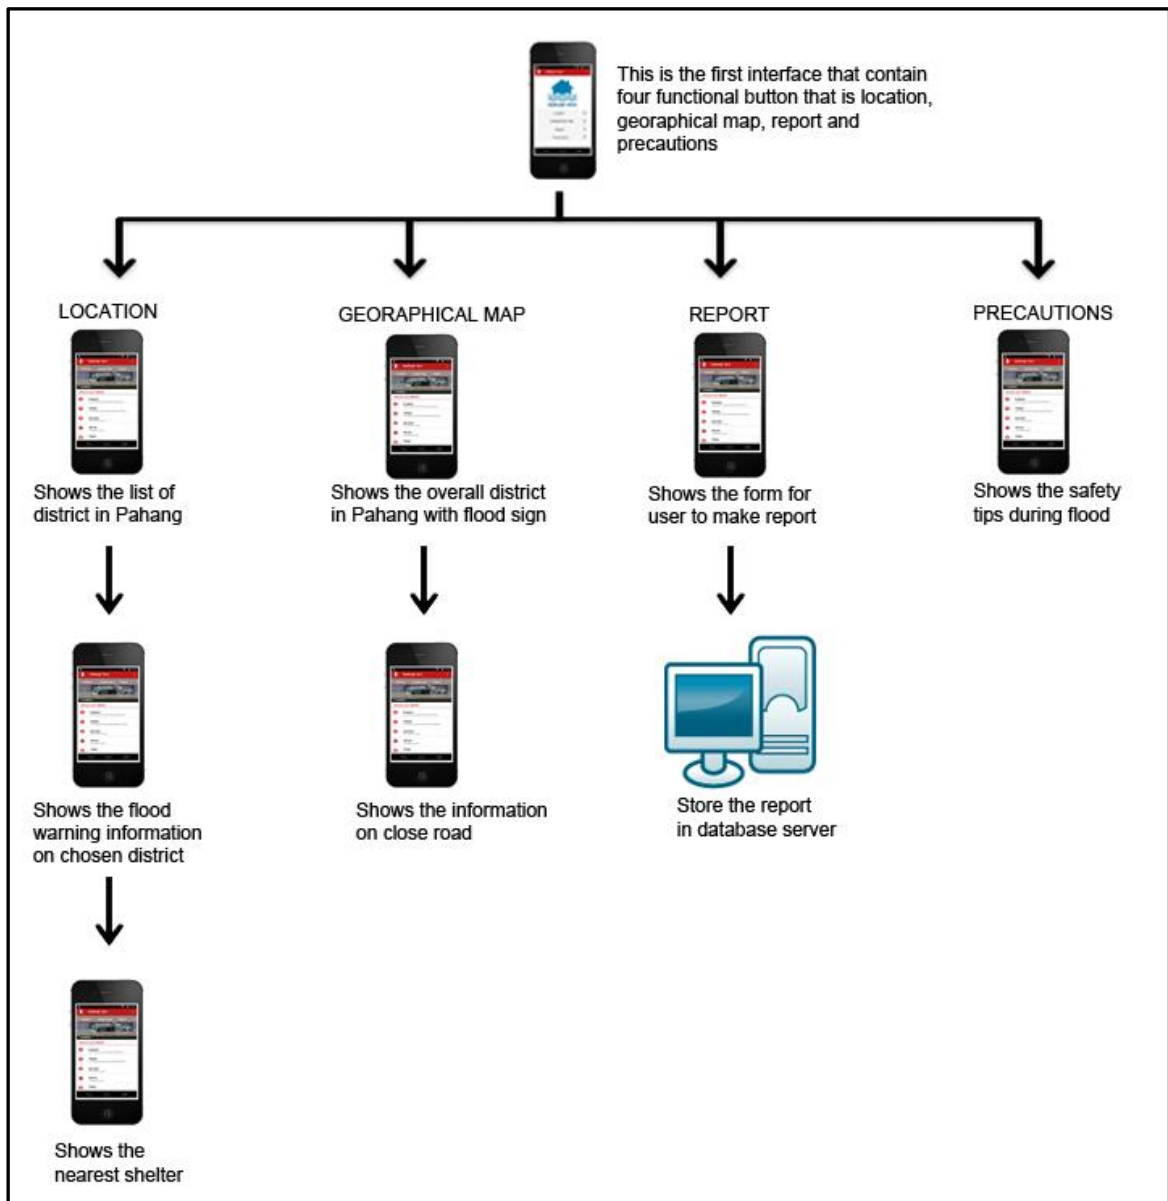 This is the first interface that contain
four functional button that is location,
georaphical map, report and
precautions
LOCATION
GEORAPHICAL MAP
REPORT
PRECAUTIONS
Shows the list of
district in Pahang
Shows the overall district
in Pahang with flood sign
Shows the form for
user to make report
Shows the safety
tips during flood
Shows the flood
warning information
on chosen district
Shows the information
on close road
Store the report
in database server
Shows the
nearest shelter